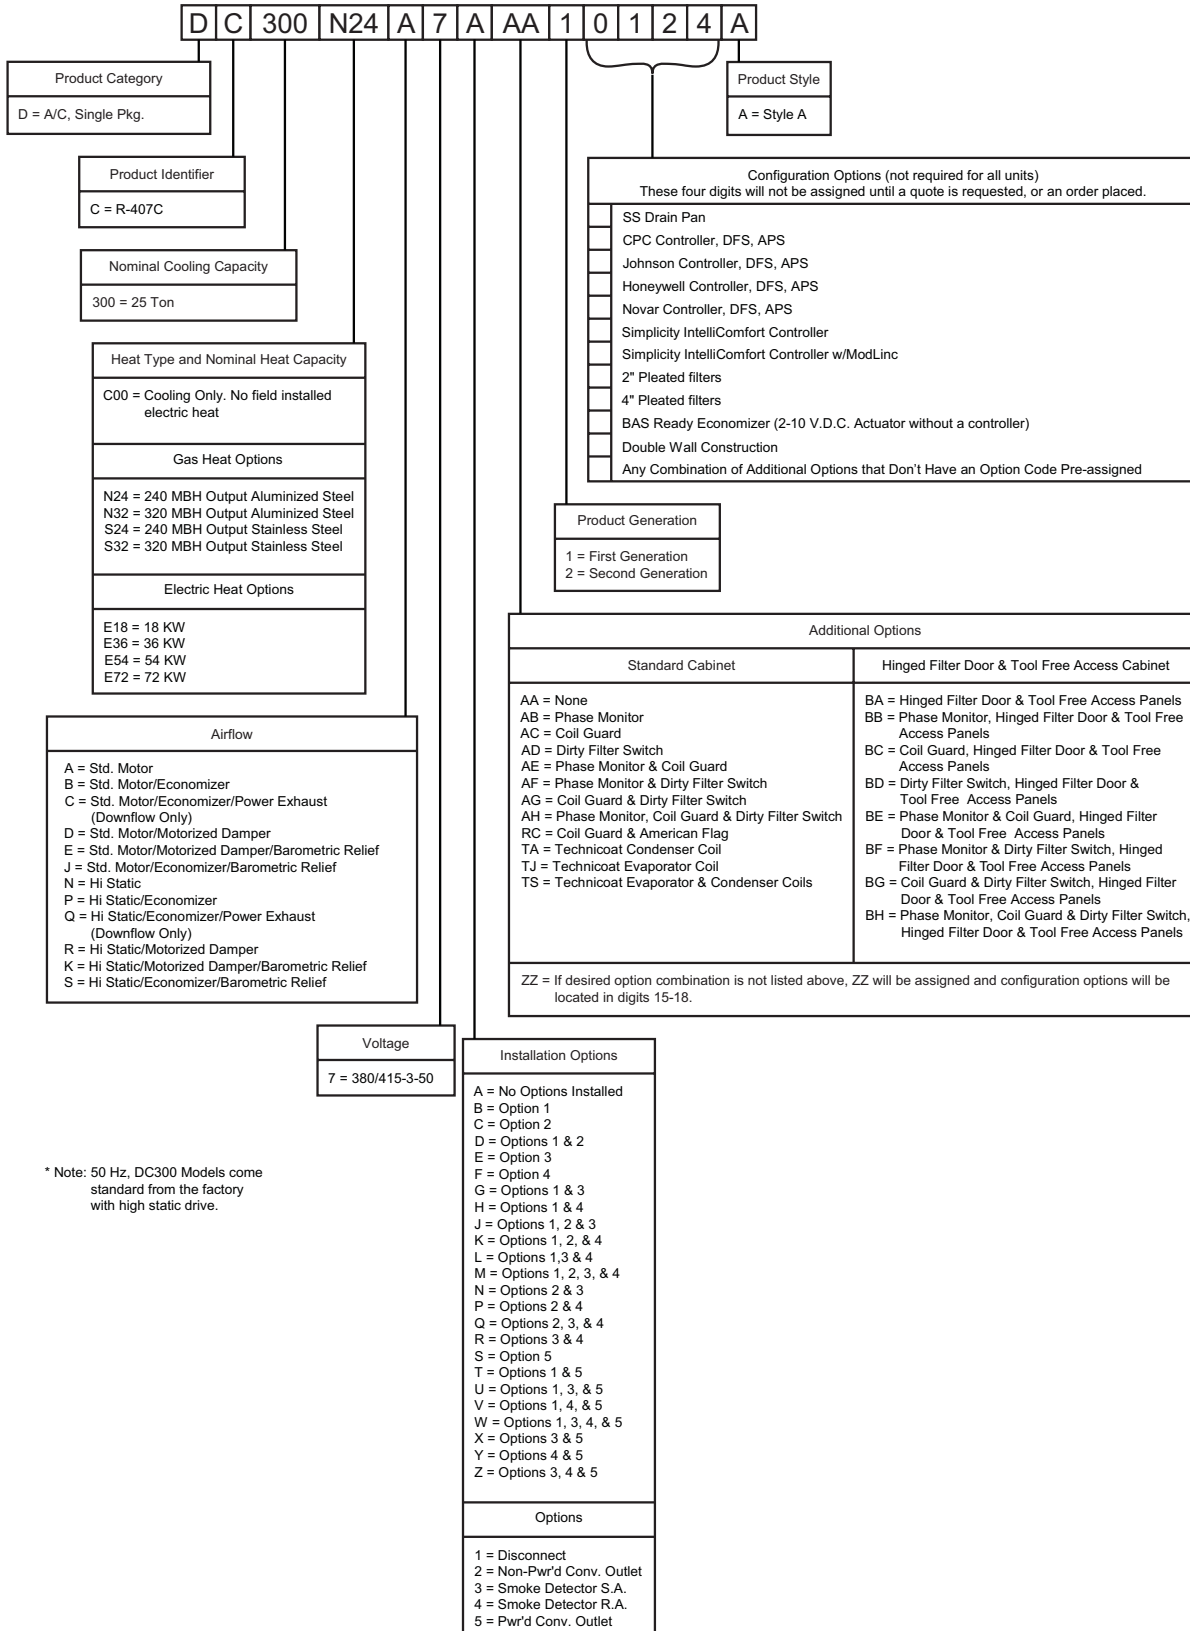 D C 300 N24 A 7 A AA 1 0 1 2 4 A
Product Category
D = A/C, Single Pkg.
Product Style
A = Style A
Product Identifier
C = R-407C
Configuration Options (not required for all units)
These four digits will not be assigned until a quote is requested, or an order placed.
SS Drain Pan
CPC Controller, DFS, APS
Johnson Controller, DFS, APS
Honeywell Controller, DFS, APS
Novar Controller, DFS, APS
Simplicity IntelliComfort Controller
Simplicity IntelliComfort Controller w/ModLinc
2" Pleated filters
4" Pleated filters
BAS Ready Economizer (2-10 V.D.C. Actuator without a controller)
Double Wall Construction
Any Combination of Additional Options that Don't Have an Option Code Pre-assigned
Nominal Cooling Capacity
300 = 25 Ton
Heat Type and Nominal Heat Capacity
C00 = Cooling Only. No field installed
electric heat
Gas Heat Options
N24 = 240 MBH Output Aluminized Steel
N32 = 320 MBH Output Aluminized Steel
S24 = 240 MBH Output Stainless Steel
S32 = 320 MBH Output Stainless Steel
Electric Heat Options
E18 = 18 KW
E36 = 36 KW
E54 = 54 KW
E72 = 72 KW
Product Generation
1 = First Generation
2 = Second Generation
Additional Options
Standard Cabinet
AA = None
AB = Phase Monitor
AC = Coil Guard
AD = Dirty Filter Switch
AE = Phase Monitor & Coil Guard
AF = Phase Monitor & Dirty Filter Switch
AG = Coil Guard & Dirty Filter Switch
AH = Phase Monitor, Coil Guard & Dirty Filter Switch
RC = Coil Guard & American Flag
TA = Technicoat Condenser Coil
TJ = Technicoat Evaporator Coil
TS = Technicoat Evaporator & Condenser Coils
Hinged Filter Door & Tool Free Access Cabinet
BA = Hinged Filter Door & Tool Free Access Panels
BB = Phase Monitor, Hinged Filter Door & Tool Free
Access Panels
BC = Coil Guard, Hinged Filter Door & Tool Free
Access Panels
BD = Dirty Filter Switch, Hinged Filter Door &
Tool Free Access Panels
BE = Phase Monitor & Coil Guard, Hinged Filter
Door & Tool Free Access Panels
BF = Phase Monitor & Dirty Filter Switch, Hinged
Filter Door & Tool Free Access Panels
BG = Coil Guard & Dirty Filter Switch, Hinged Filter
Door & Tool Free Access Panels
BH = Phase Monitor, Coil Guard & Dirty Filter Switch,
Hinged Filter Door & Tool Free Access Panels
ZZ = If desired option combination is not listed above, ZZ will be assigned and configuration options will be
located in digits 15-18.
Airflow
A = Std. Motor
B = Std. Motor/Economizer
C = Std. Motor/Economizer/Power Exhaust
(Downflow Only)
D = Std. Motor/Motorized Damper
E = Std. Motor/Motorized Damper/Barometric Relief
J = Std. Motor/Economizer/Barometric Relief
N = Hi Static
P = Hi Static/Economizer
Q = Hi Static/Economizer/Power Exhaust
(Downflow Only)
R = Hi Static/Motorized Damper
K = Hi Static/Motorized Damper/Barometric Relief
S = Hi Static/Economizer/Barometric Relief
Voltage
7 = 380/415-3-50
Installation Options
A = No Options Installed
B = Option 1
C = Option 2
D = Options 1 & 2
E = Option 3
F = Option 4
G = Options 1 & 3
H = Options 1 & 4
J = Options 1, 2 & 3
K = Options 1, 2, & 4
L = Options 1,3 & 4
M = Options 1, 2, 3, & 4
N = Options 2 & 3
P = Options 2 & 4
Q = Options 2, 3, & 4
R = Options 3 & 4
S = Option 5
T = Options 1 & 5
U = Options 1, 3, & 5
V = Options 1, 4, & 5
W = Options 1, 3, 4, & 5
X = Options 3 & 5
Y = Options 4 & 5
Z = Options 3, 4 & 5
Options
1 = Disconnect
2 = Non-Pwr'd Conv. Outlet
3 = Smoke Detector S.A.
4 = Smoke Detector R.A.
5 = Pwr'd Conv. Outlet
* Note: 50 Hz, DC300 Models come
standard from the factory
with high static drive.